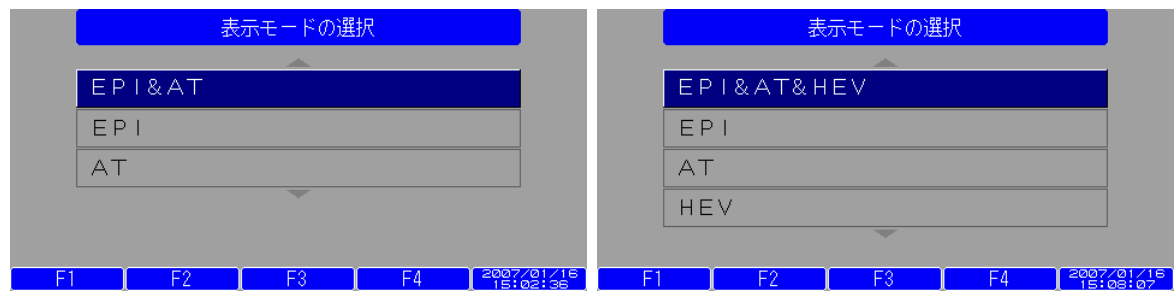 表示モードの選択
EPI&AT
EPI
AT
F1 F2 F3 F4 2007/01/16
15:02:36
表示モードの選択
EPI&AT&HEV
EPI
AT
HEV
F1 F2 F3 F4 2007/01/16
15:08:07